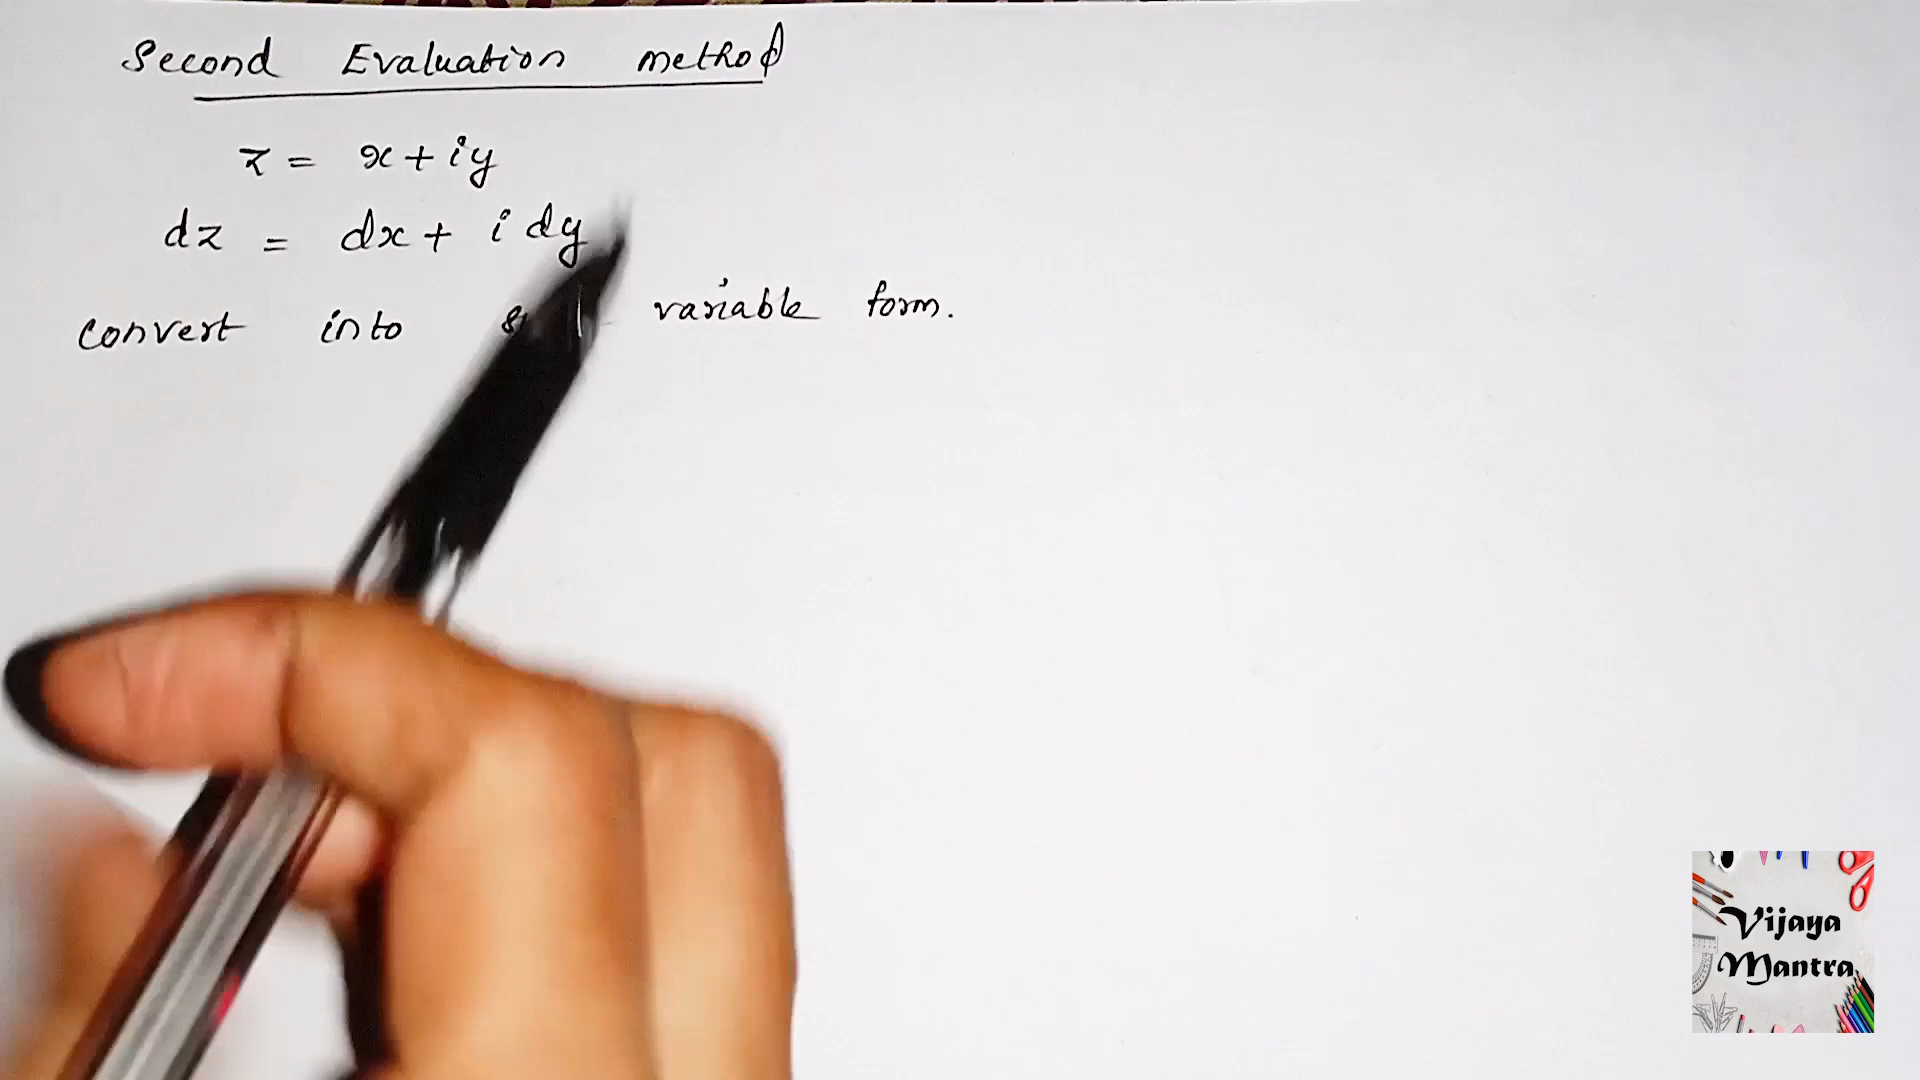 Second Evaluation method
z = x + iy
dz = dx + i dy
convert into variable form.
Vijaya
Mantra